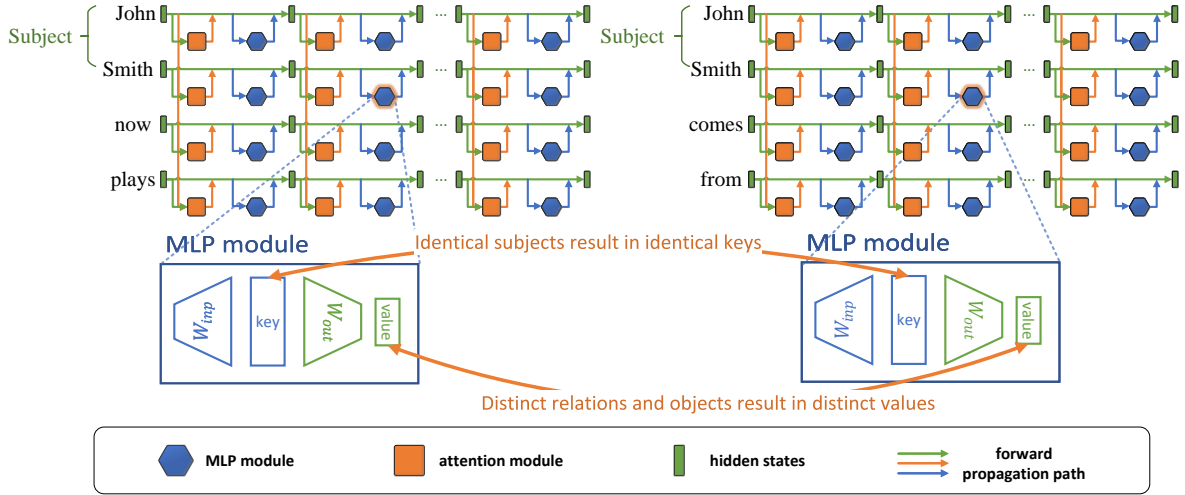 John
Subject
Smith
now
plays
...
...
...
...
John
Subject
Smith
comes
from
...
...
...
...
MLP module
Identical subjects result in identical keys
MLP module
W_inp
key
W_out
value
W_inp
key
W_out
value
Distinct relations and objects result in distinct values
MLP module
attention module
hidden states
forward
propagation path